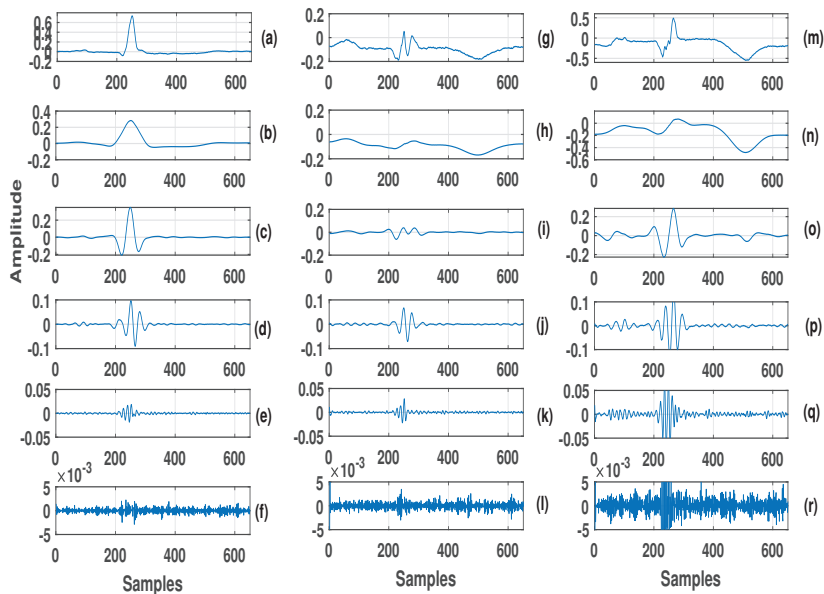 Amplitude
0.6
0.4
0.2
0
-0.2
0 200 400 600
(a)
0.2
0
-0.2
0 200 400 600
(g)
0.5
0
-0.5
0 200 400 600
(m)
0.4
0.2
0
-0.2
0 200 400 600
(b)
0.2
0
-0.2
0 200 400 600
(h)
0
-0.2
-0.4
-0.6
0 200 400 600
(n)
0.2
0
-0.2
0 200 400 600
(c)
0.2
0
-0.2
0 200 400 600
(i)
0.2
0
-0.2
0 200 400 600
(o)
0.1
0
-0.1
0 200 400 600
(d)
0.1
0
-0.1
0 200 400 600
(j)
0.1
0
-0.1
0 200 400 600
(p)
0.05
0
-0.05
0 200 400 600
(e)
0.05
0
-0.05
0 200 400 600
(k)
0.05
0
-0.05
0 200 400 600
(q)
×10⁻³
5
0
-5
0 200 400 600
(f)
Samples
×10⁻³
5
0
-5
0 200 400 600
(l)
Samples
×10⁻³
5
0
-5
0 200 400 600
(r)
Samples